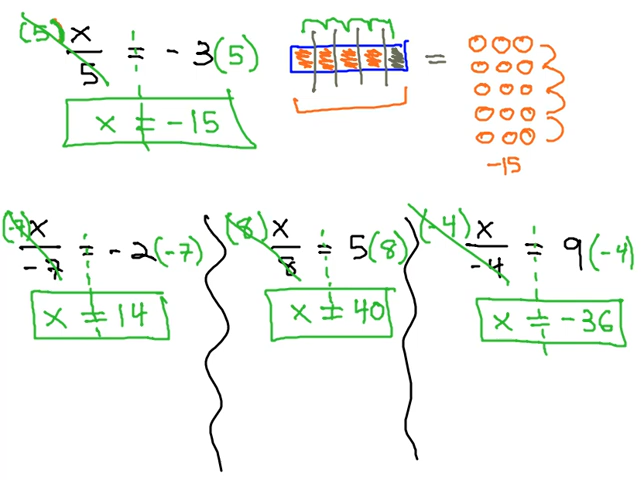 (5) x/5 = -3(5)
x = -15
=
-15
(-7) x/-7 = -2(-7)
x = 14
(8) x/8 = 5(8)
x = 40
(-4) x/-4 = 9(-4)
x = -36